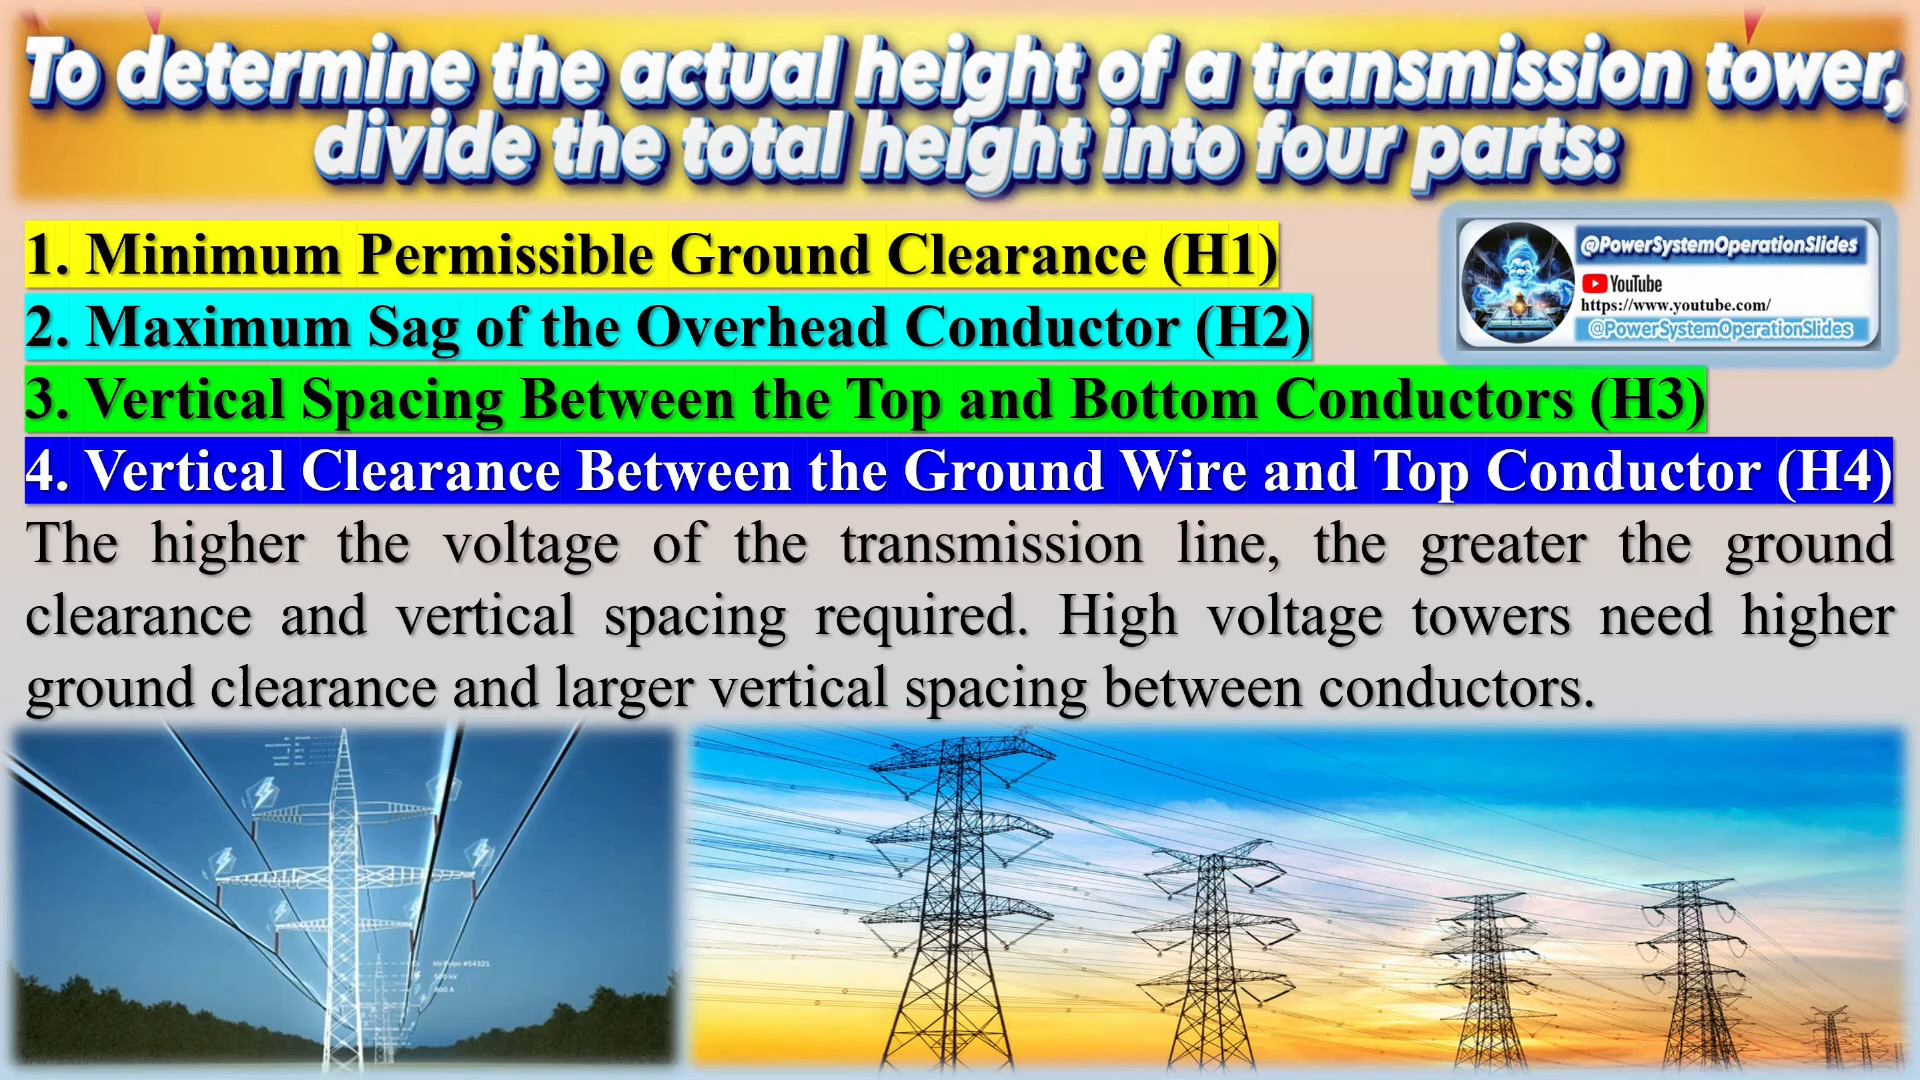 To determine the actual height of a transmission tower,
divide the total height into four parts:
1. Minimum Permissible Ground Clearance (H1)
2. Maximum Sag of the Overhead Conductor (H2)
3. Vertical Spacing Between the Top and Bottom Conductors (H3)
4. Vertical Clearance Between the Ground Wire and Top Conductor (H4)
@PowerSystemOperationSlides
YouTube
https://www.youtube.com/
@PowerSystemOperationSlides
The higher the voltage of the transmission line, the greater the ground
clearance and vertical spacing required. High voltage towers need higher
ground clearance and larger vertical spacing between conductors.